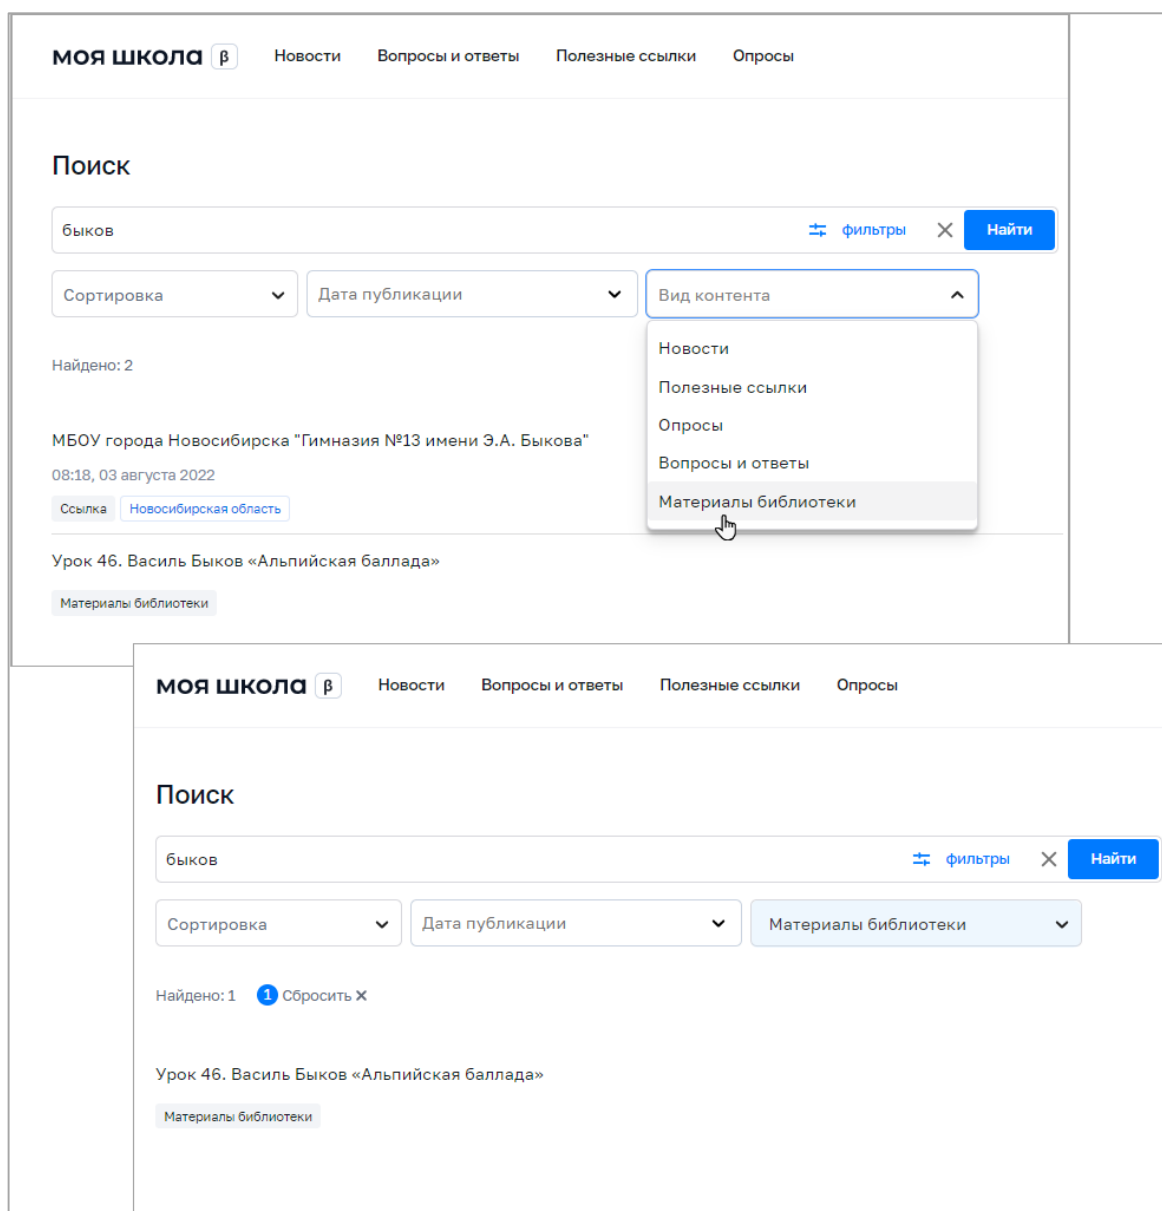 моя школа β Новости Вопросы и ответы Полезные ссылки Опросы
Поиск
быков фильтры Найти
Сортировка Дата публикации Вид контента
Новости
Найдено: 2
Полезные ссылки
Опросы
МБОУ города Новосибирска "Гимназия №13 имени Э.А. Быкова"
Вопросы и ответы
08:18, 03 августа 2022
Материалы библиотеки
Ссылка Новосибирская область
Урок 46. Василь Быков «Альпийская баллада»
Материалы библиотеки
моя школа β Новости Вопросы и ответы Полезные ссылки Опросы
Поиск
быков фильтры Найти
Сортировка Дата публикации Материалы библиотеки
Найдено: 1 1 Сбросить
Урок 46. Василь Быков «Альпийская баллада»
Материалы библиотеки